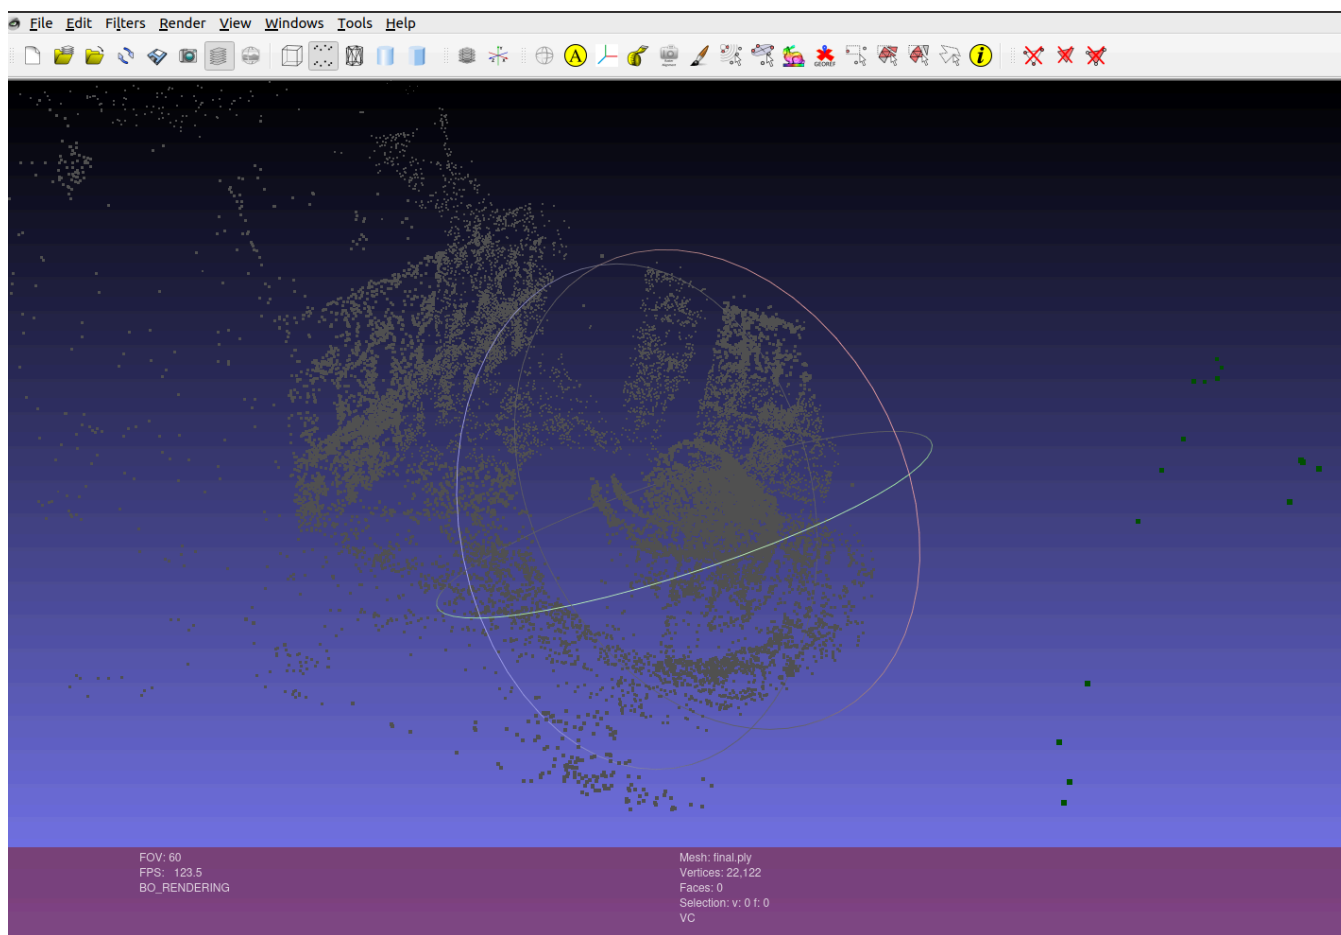 File Edit Filters Render View Windows Tools Help
A
GEOREF
i
FOV: 60
FPS: 123.5
BO_RENDERING
Mesh: final.ply
Vertices: 22,122
Faces: 0
Selection: v: 0 f: 0
VC